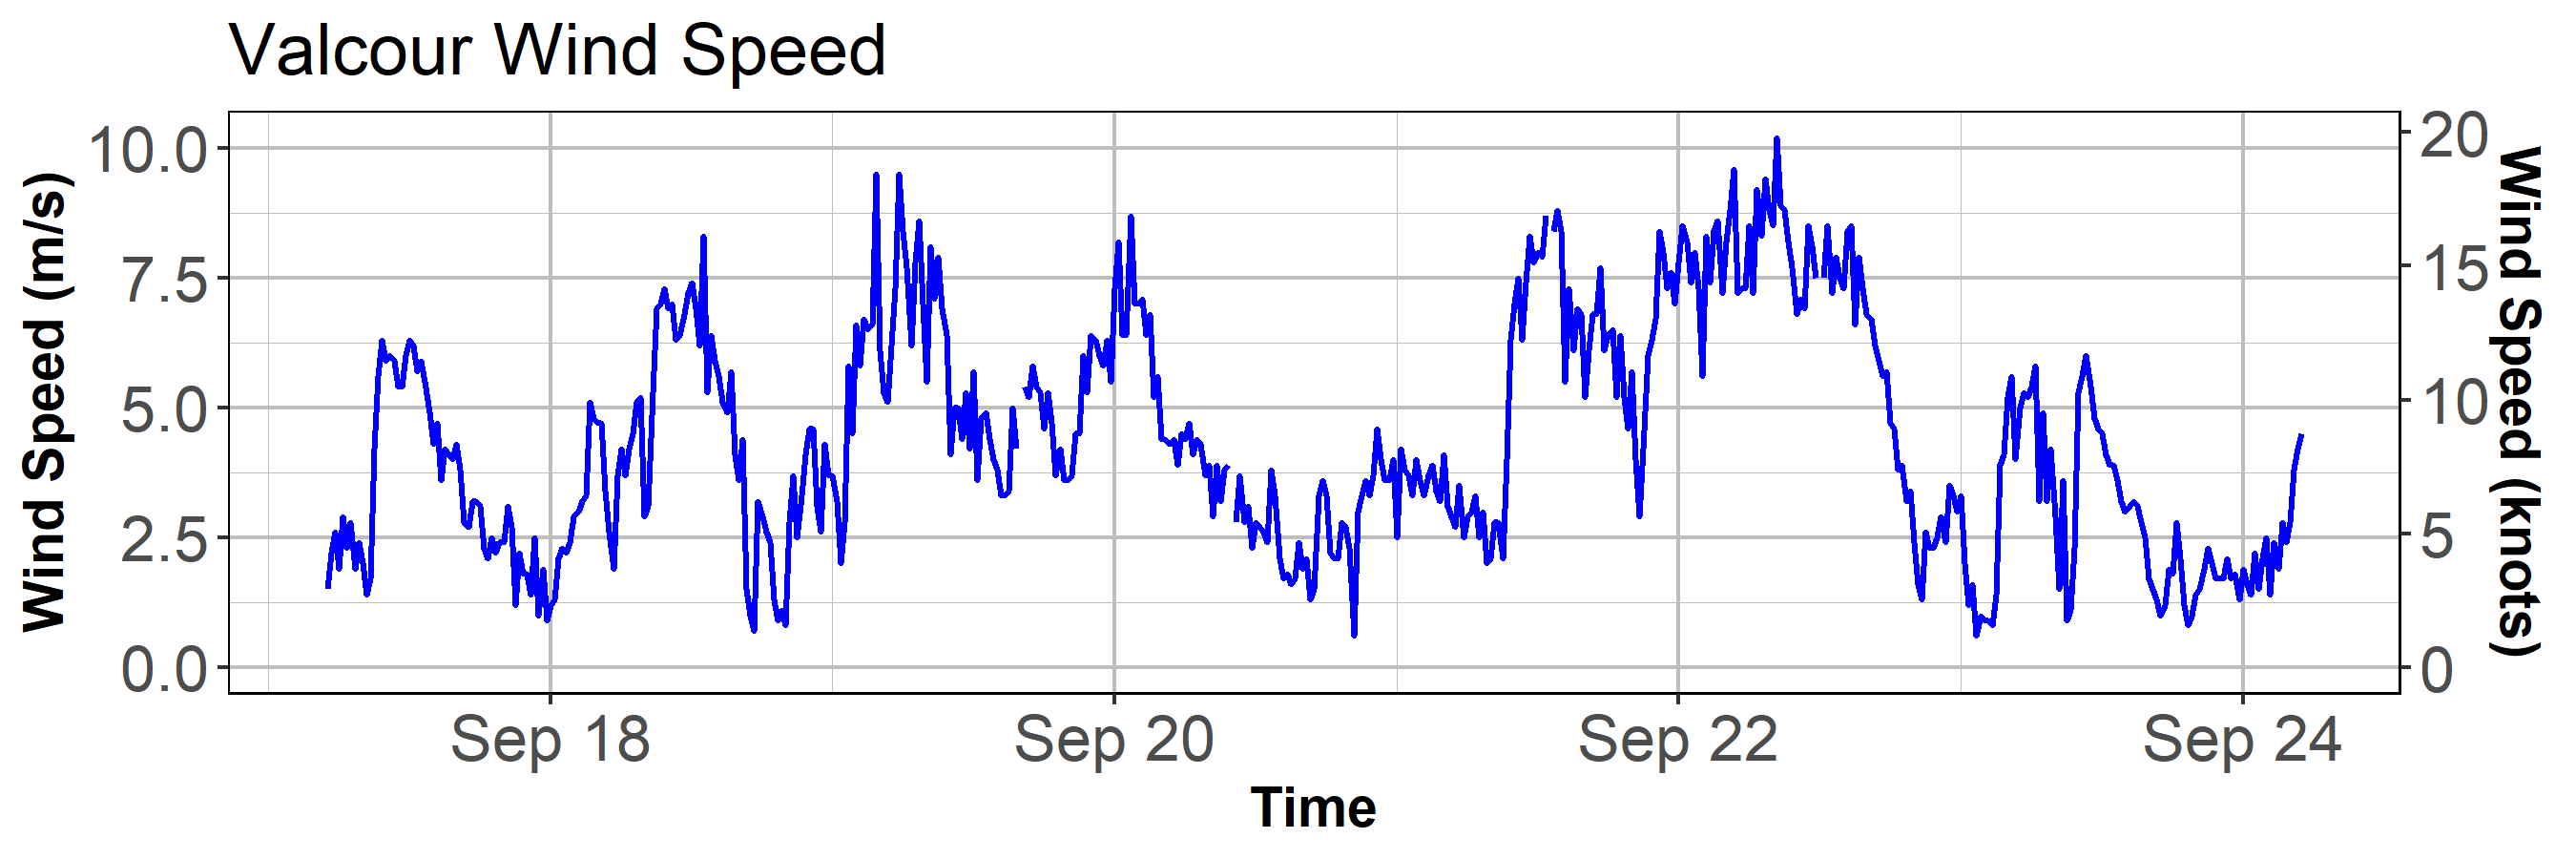 Valcour Wind Speed
Wind Speed (m/s)
10.0
7.5
5.0
2.5
0.0
20
15
10
5
0
Wind Speed (knots)
Sep 18
Sep 20
Sep 22
Sep 24
Time